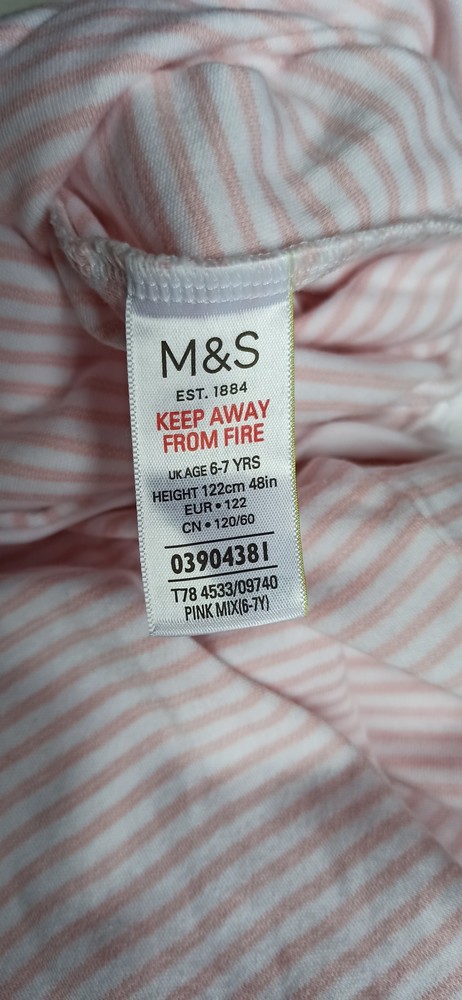 M&S
EST. 1884
KEEP AWAY
FROM FIRE
UK AGE 6-7 YRS
HEIGHT 122cm 48in
EUR • 122
CN • 120/60
03904381
T78 4533/09740
PINK MIX(6-7Y)